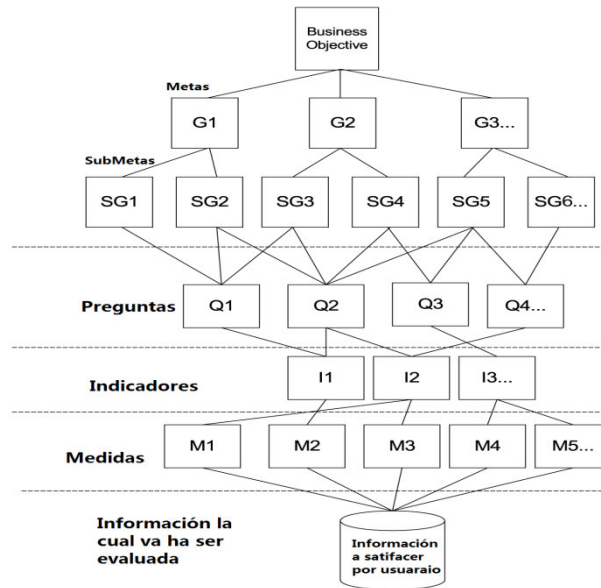 Business
Objective
Metas
G1
G2
G3...
SubMetas
SG1
SG2
SG3
SG4
SG5
SG6...
Preguntas
Q1
Q2
Q3
Q4...
Indicadores
I1
I2
I3...
Medidas
M1
M2
M3
M4
M5...
Información la
cual va ha ser
evaluada
Información
a satifacer
por usuaraio